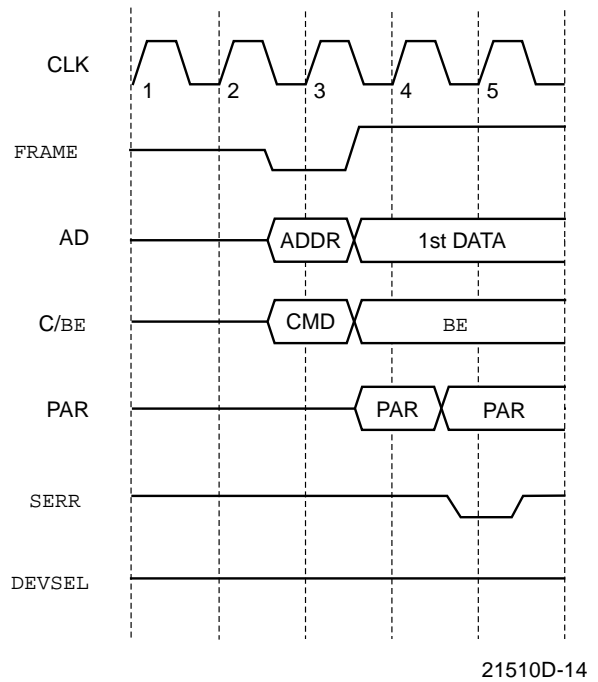 CLK
1 2 3 4 5
FRAME
AD ADDR 1st DATA
C/BE CMD BE
PAR PAR PAR
SERR
DEVSEL
21510D-14